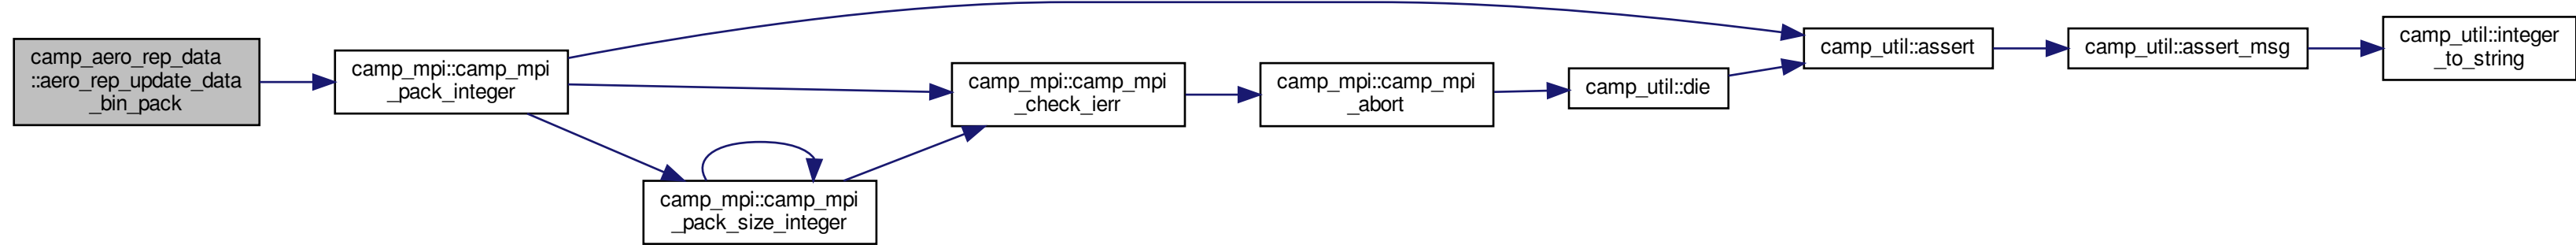 camp_aero_rep_data
::aero_rep_update_data
_bin_pack
camp_mpi::camp_mpi
_pack_integer
camp_mpi::camp_mpi
_pack_size_integer
camp_mpi::camp_mpi
_check_ierr
camp_mpi::camp_mpi
_abort
camp_util::die
camp_util::assert
camp_util::assert_msg
camp_util::integer
_to_string